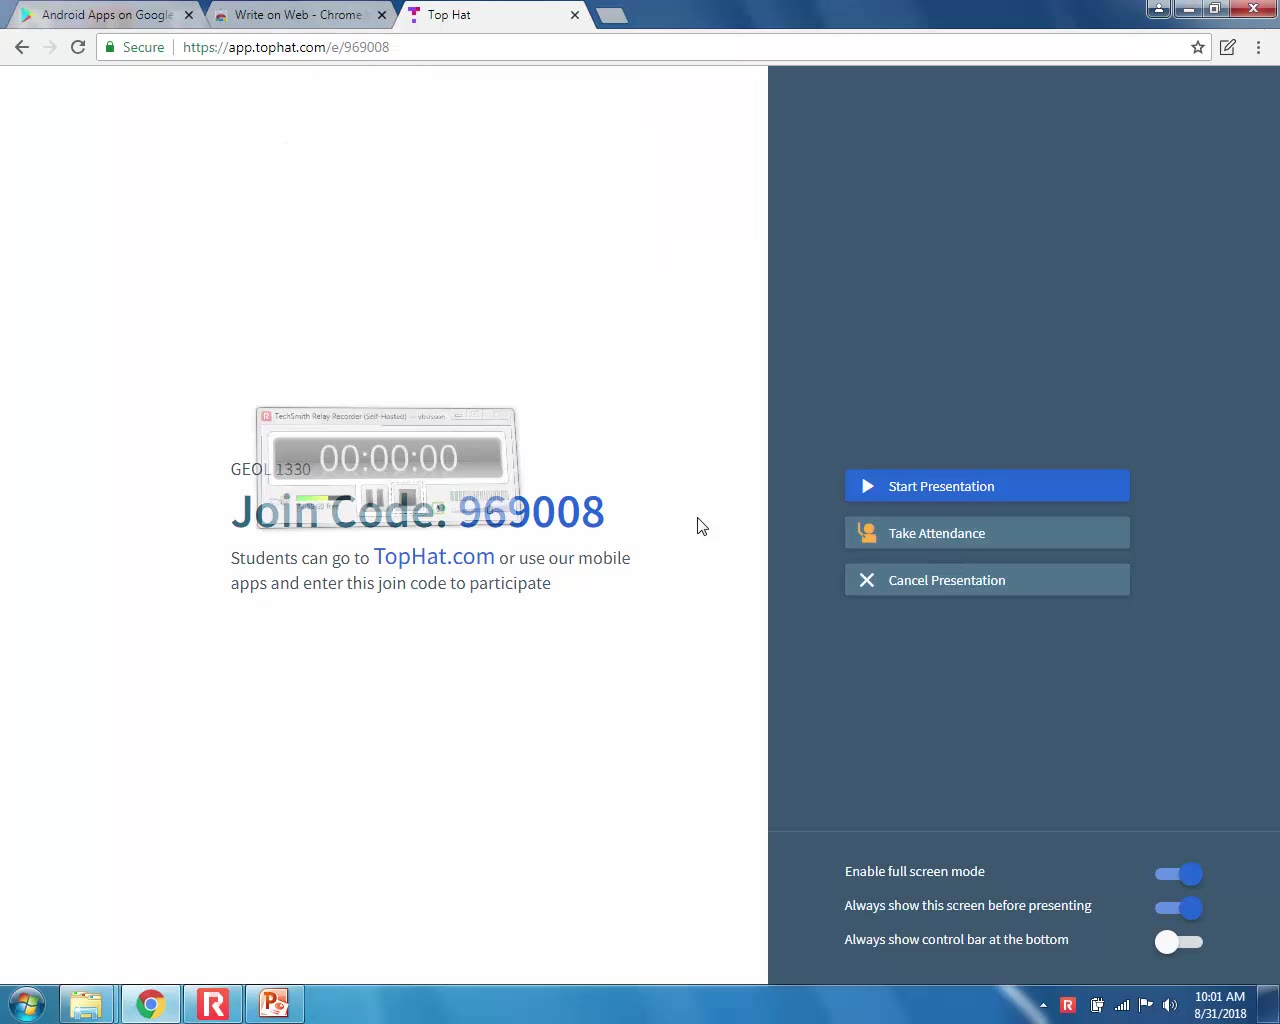 Android Apps on Google
Write on Web - Chrome
Top Hat
Secure
https://app.tophat.com/e/969008
TechSmith Relay Recorder (Self-Hosted)
00:00:00
GEOL 1330
Join Code: 969008
Students can go to TopHat.com or use our mobile
apps and enter this join code to participate
Start Presentation
Take Attendance
Cancel Presentation
Enable full screen mode
Always show this screen before presenting
Always show control bar at the bottom
10:01 AM
8/31/2018